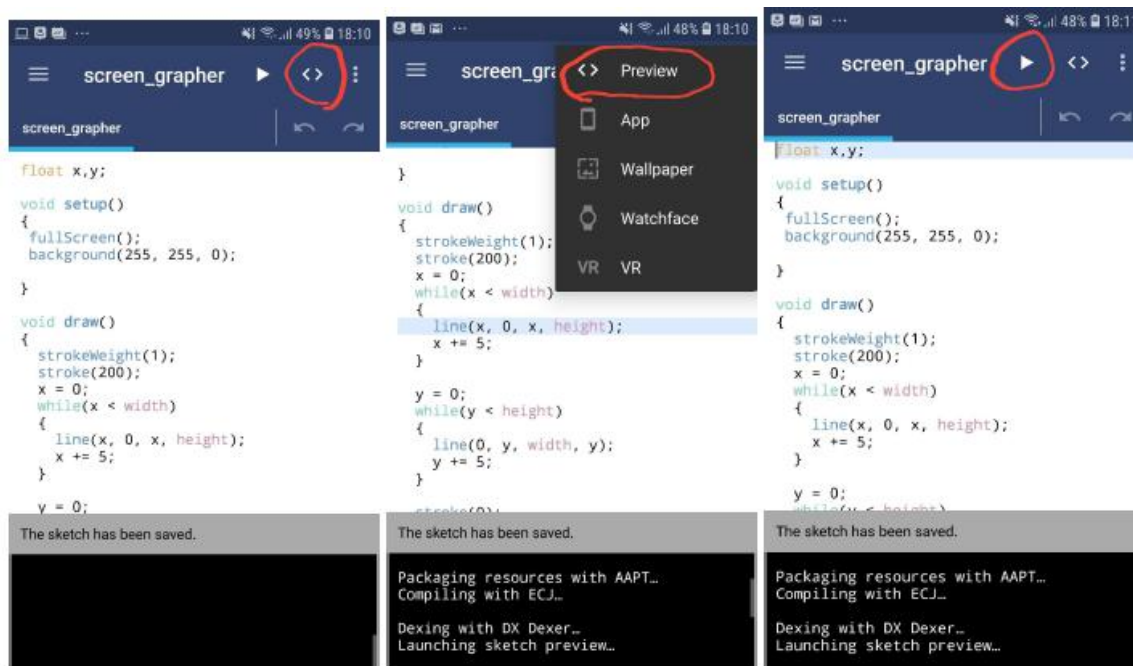 49% 18:10
screen_grapher
screen_grapher
float x,y;
void setup()
{
fullScreen();
background(255, 255, 0);
}
void draw()
{
strokeWeight(1);
stroke(200);
x = 0;
while(x < width)
{
line(x, 0, x, height);
x += 5;
}
y = 0;
The sketch has been saved.
48% 18:10
screen_gra
<> Preview
App
Wallpaper
Watchface
VR VR
screen_grapher
}
void draw()
{
strokeWeight(1);
stroke(200);
x = 0;
while(x < width)
{
line(x, 0, x, height);
x += 5;
}
y = 0;
while(y < height)
{
line(0, y, width, y);
y += 5;
}
stroke(0);
The sketch has been saved.
Packaging resources with AAPT…
Compiling with ECJ…
Dexing with DX Dexer…
Launching sketch preview…
48% 18:1
screen_grapher
screen_grapher
float x,y;
void setup()
{
fullScreen();
background(255, 255, 0);
}
void draw()
{
strokeWeight(1);
stroke(200);
x = 0;
while(x < width)
{
line(x, 0, x, height);
x += 5;
}
y = 0;
while(y < height)
The sketch has been saved.
Packaging resources with AAPT…
Compiling with ECJ…
Dexing with DX Dexer…
Launching sketch preview…